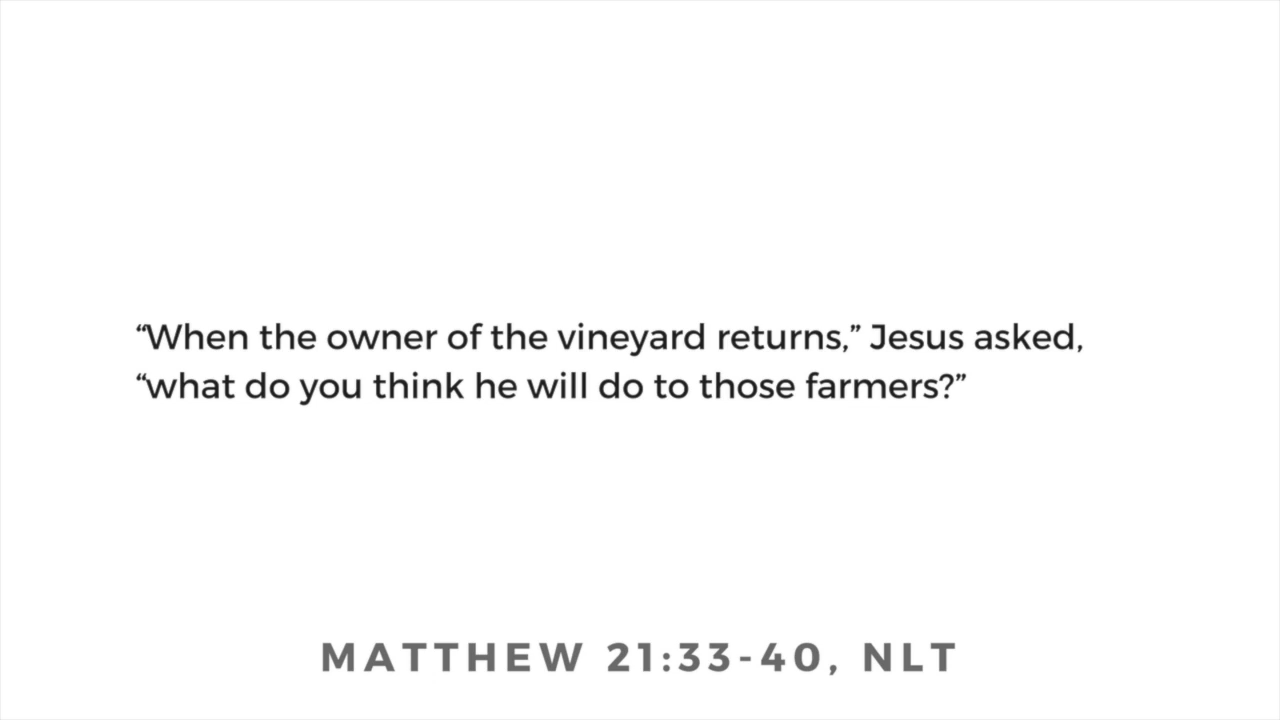 “When the owner of the vineyard returns,” Jesus asked,
“what do you think he will do to those farmers?”
MATTHEW 21:33-40, NLT